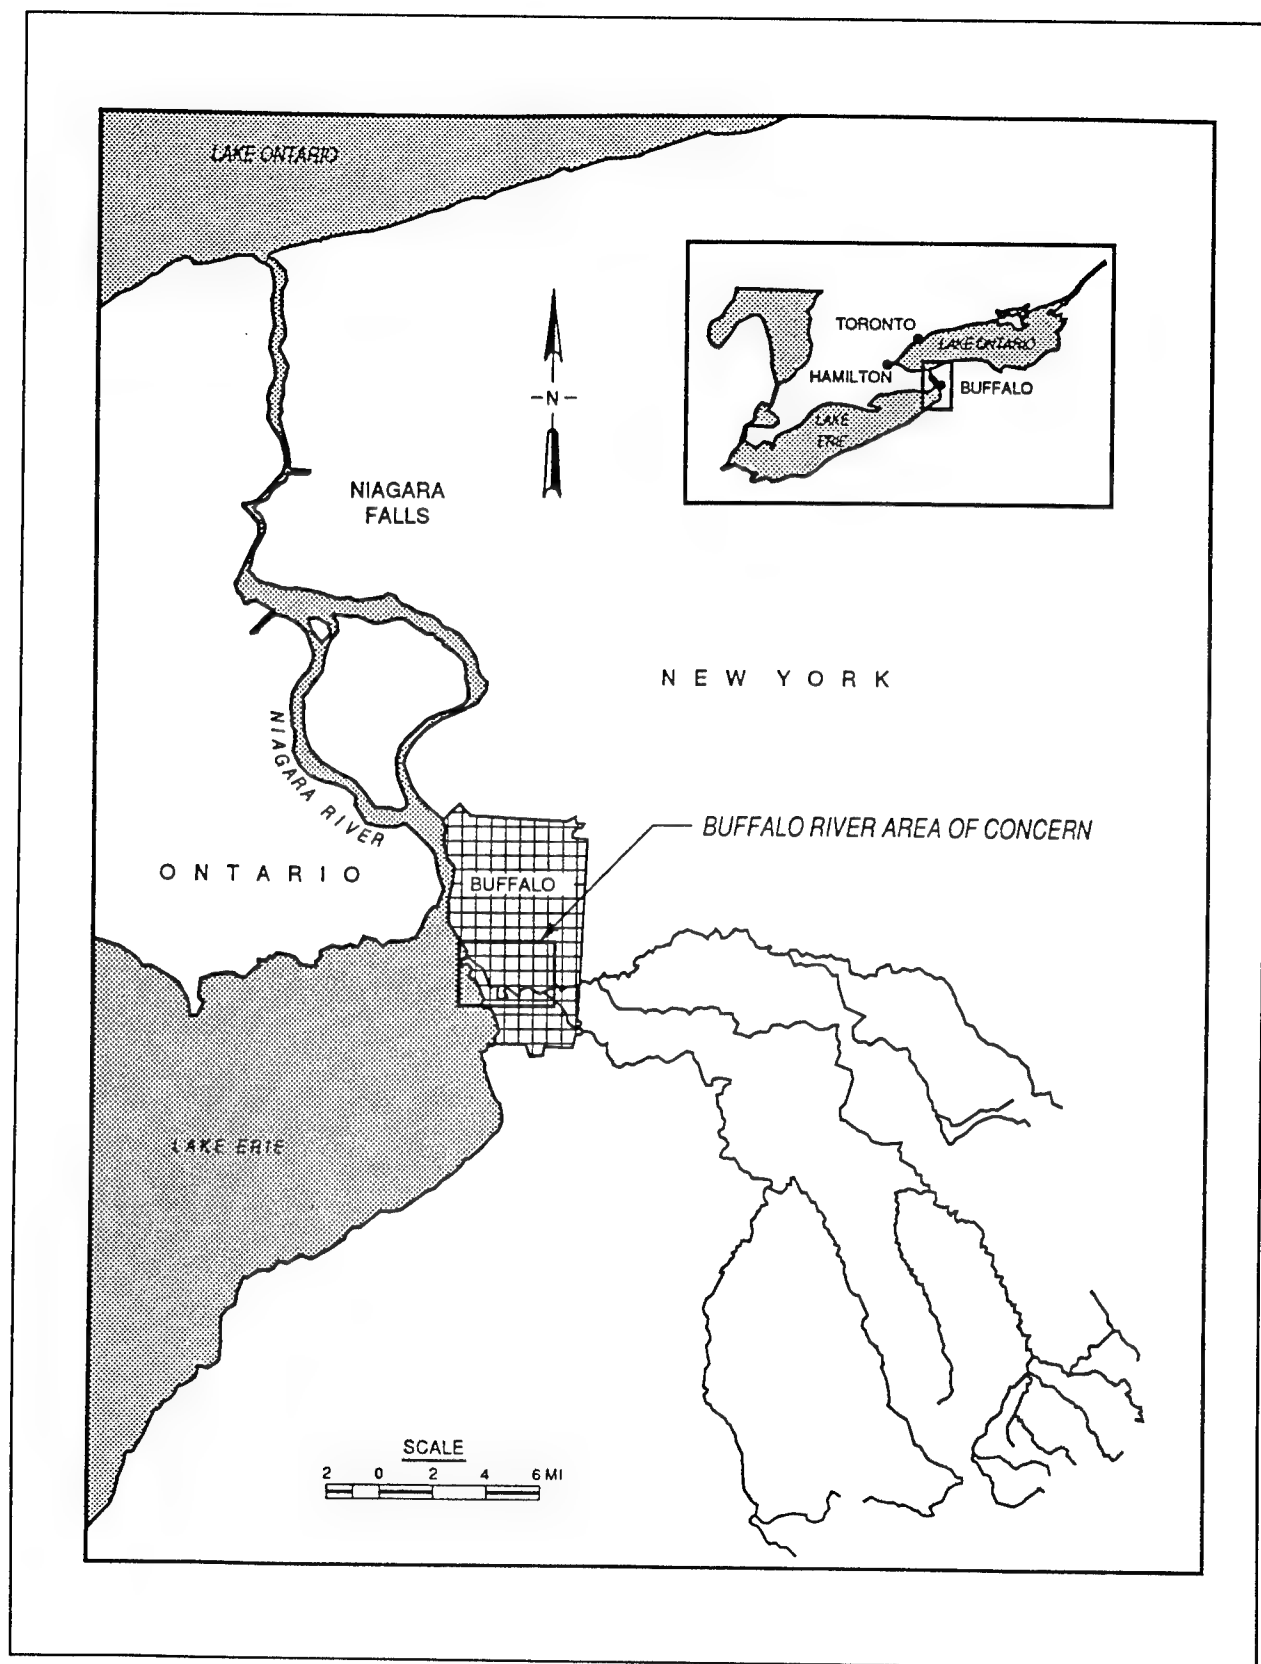 LAKE ONTARIO
TORONTO
LAKE ONTARIO
HAMILTON
BUFFALO
LAKE
ERIE
-N-
NIAGARA
FALLS
NEW YORK
NIAGARA RIVER
BUFFALO RIVER AREA OF CONCERN
ONTARIO
BUFFALO
LAKE ERIE
SCALE
2 0 2 4 6 MI